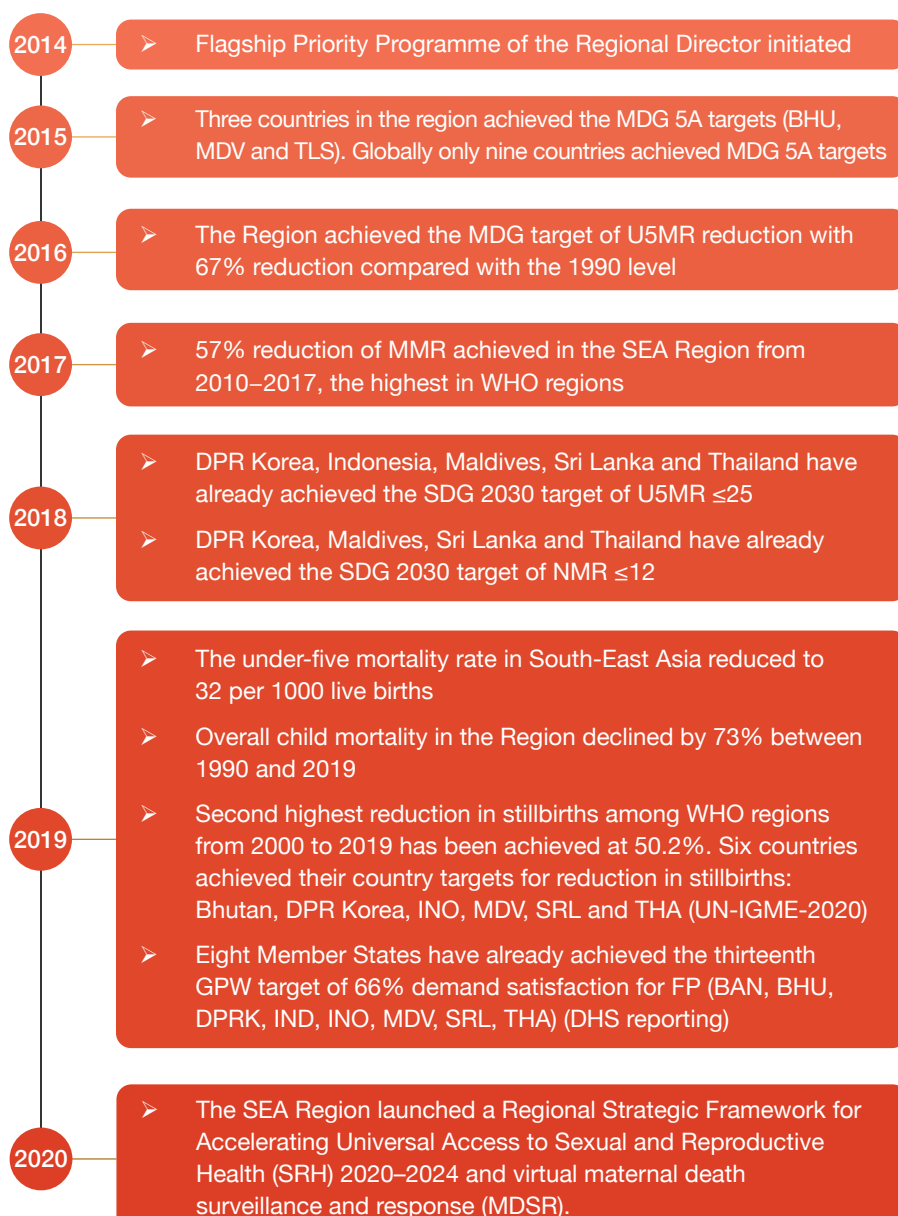 2014
➢ Flagship Priority Programme of the Regional Director initiated
2015
➢ Three countries in the region achieved the MDG 5A targets (BHU,
MDV and TLS). Globally only nine countries achieved MDG 5A targets
2016
➢ The Region achieved the MDG target of U5MR reduction with
67% reduction compared with the 1990 level
2017
➢ 57% reduction of MMR achieved in the SEA Region from
2010–2017, the highest in WHO regions
2018
➢ DPR Korea, Indonesia, Maldives, Sri Lanka and Thailand have
already achieved the SDG 2030 target of U5MR ≤25
➢ DPR Korea, Maldives, Sri Lanka and Thailand have already
achieved the SDG 2030 target of NMR ≤12
2019
➢ The under-five mortality rate in South-East Asia reduced to
32 per 1000 live births
➢ Overall child mortality in the Region declined by 73% between
1990 and 2019
➢ Second highest reduction in stillbirths among WHO regions
from 2000 to 2019 has been achieved at 50.2%. Six countries
achieved their country targets for reduction in stillbirths:
Bhutan, DPR Korea, INO, MDV, SRL and THA (UN-IGME-2020)
➢ Eight Member States have already achieved the thirteenth
GPW target of 66% demand satisfaction for FP (BAN, BHU,
DPRK, IND, INO, MDV, SRL, THA) (DHS reporting)
2020
➢ The SEA Region launched a Regional Strategic Framework for
Accelerating Universal Access to Sexual and Reproductive
Health (SRH) 2020–2024 and virtual maternal death
surveillance and response (MDSR).